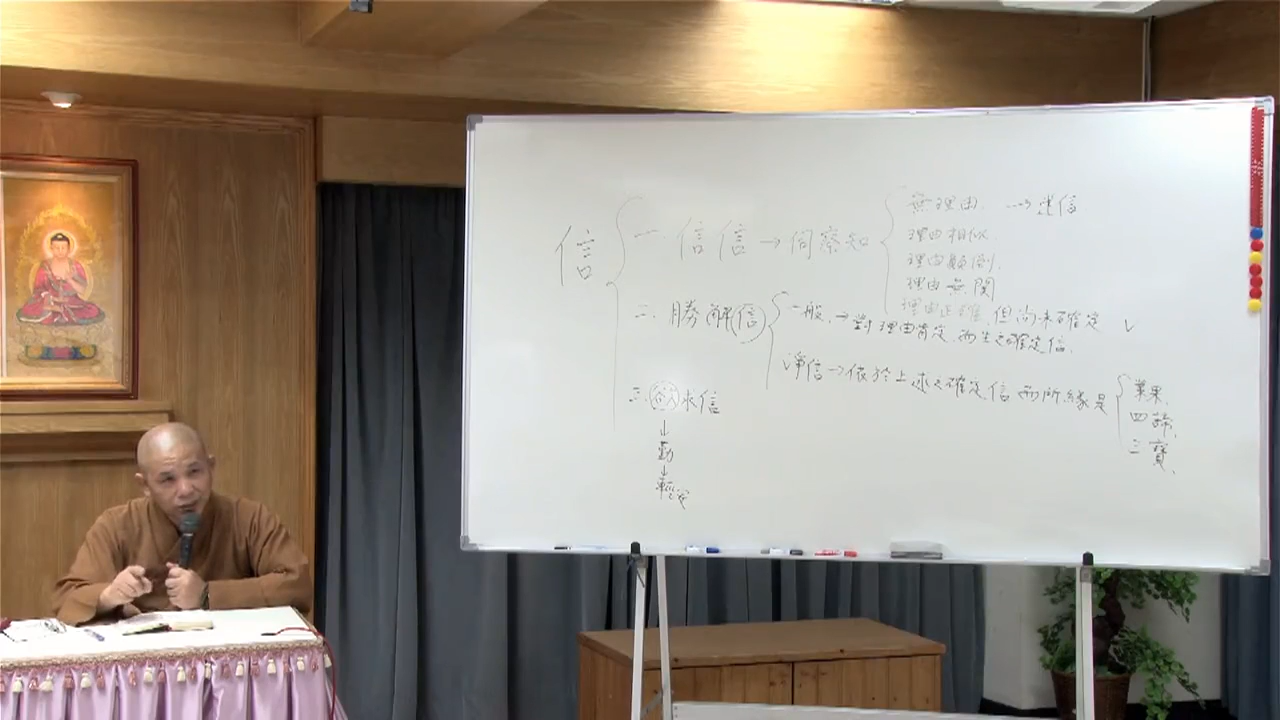 信
一. 信信 → 伺察知
無理由. → 迷信
理由相似.
理由顛倒.
理由無関
理由正確, 但尚未確定
二. 勝解信
一般. → 對理由肯定, 而生之確定信.
淨信 → 依於上述之確定信而所緣是
業果.
四諦.
三寶.
三. 欲求信
↓
勤
↓
輕安